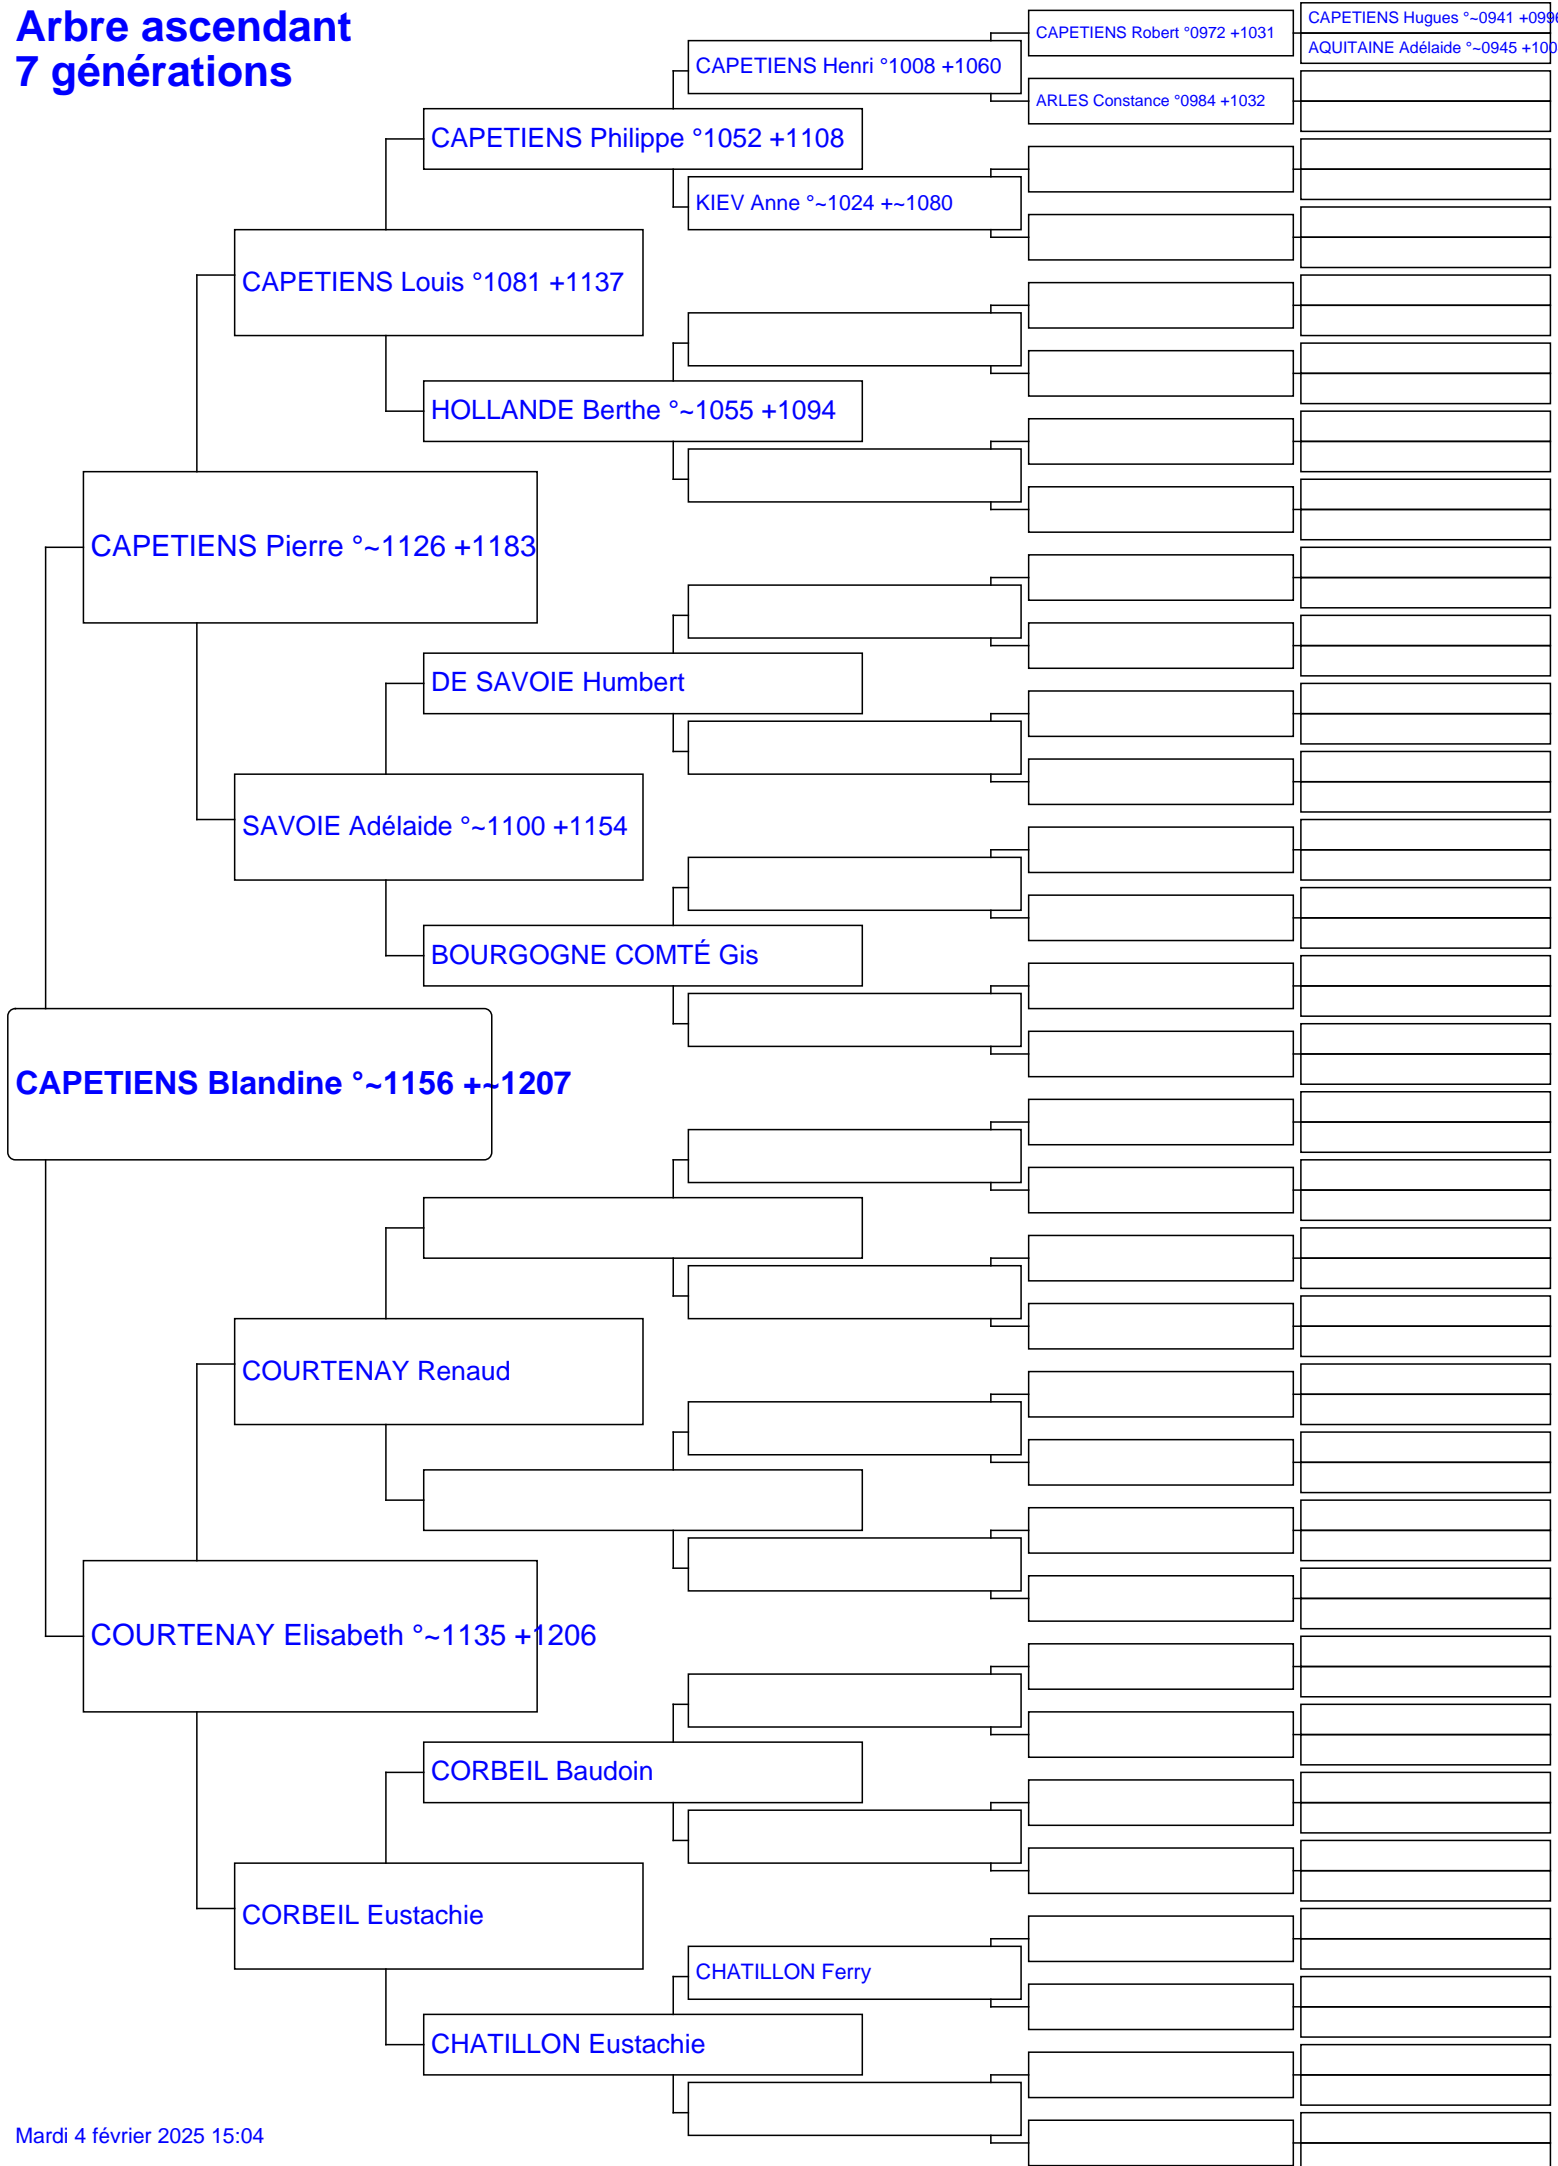 Arbre ascendant
7 générations
CAPETIENS Hugues °~0941 +0996
CAPETIENS Robert °0972 +1031
AQUITAINE Adélaide °~0945 +100
CAPETIENS Henri °1008 +1060
ARLES Constance °0984 +1032
CAPETIENS Philippe °1052 +1108
KIEV Anne °~1024 +~1080
CAPETIENS Louis °1081 +1137
HOLLANDE Berthe °~1055 +1094
CAPETIENS Pierre °~1126 +1183
DE SAVOIE Humbert
SAVOIE Adélaide °~1100 +1154
BOURGOGNE COMTÉ Gis
CAPETIENS Blandine °~1156 +~1207
COURTENAY Renaud
COURTENAY Elisabeth °~1135 +1206
CORBEIL Baudoin
CORBEIL Eustachie
CHATILLON Ferry
CHATILLON Eustachie
Mardi 4 février 2025 15:04